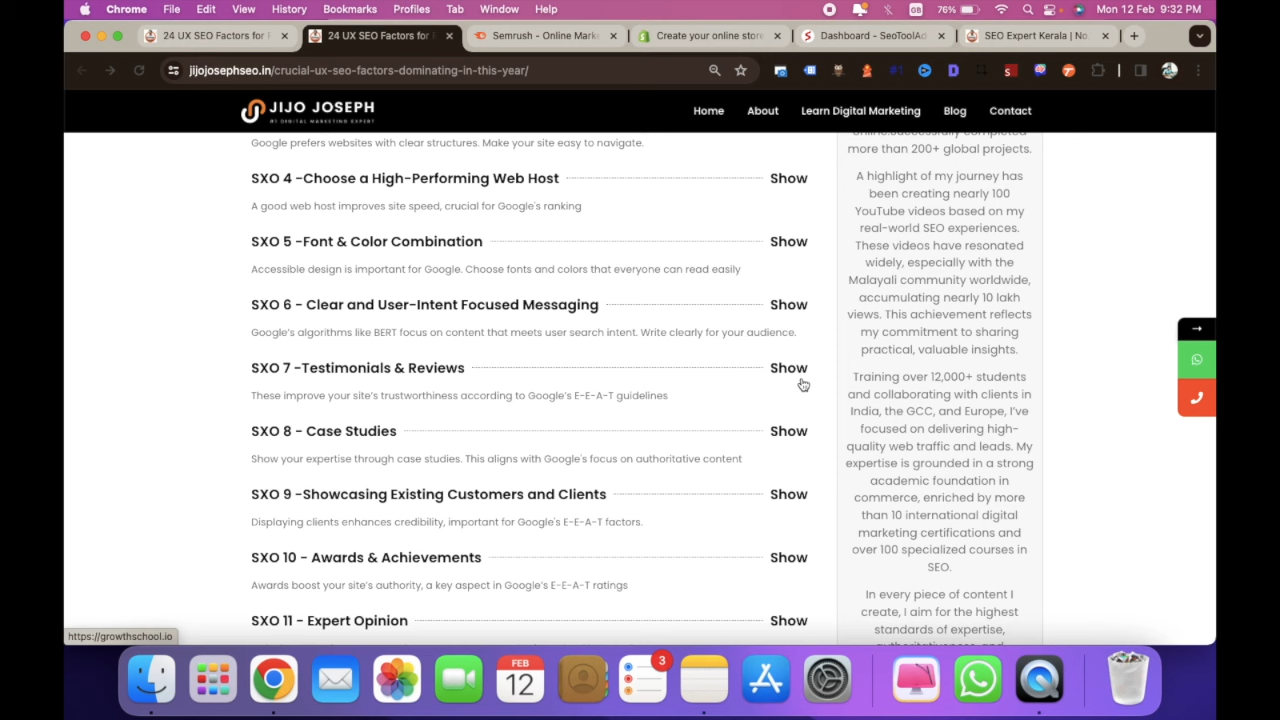 Chrome File Edit View History Bookmarks Profiles Tab Window Help
GB 76% Mon 12 Feb 9:32 PM
24 UX SEO Factors for
24 UX SEO Factors for
Semrush - Online Mark
Create your online store
Dashboard - SeoToolAd
SEO Expert Kerala | No.
jijojosephseo.in/crucial-ux-seo-factors-dominating-in-this-year/
JIJO JOSEPH
#1 DIGITAL MARKETING EXPERT
Home About Learn Digital Marketing Blog Contact
Google prefers websites with clear structures. Make your site easy to navigate.
SXO 4 -Choose a High-Performing Web Host Show
A good web host improves site speed, crucial for Google's ranking
SXO 5 -Font & Color Combination Show
Accessible design is important for Google. Choose fonts and colors that everyone can read easily
SXO 6 - Clear and User-Intent Focused Messaging Show
Google's algorithms like BERT focus on content that meets user search intent. Write clearly for your audience.
SXO 7 -Testimonials & Reviews Show
These improve your site's trustworthiness according to Google's E-E-A-T guidelines
SXO 8 - Case Studies Show
Show your expertise through case studies. This aligns with Google's focus on authoritative content
SXO 9 -Showcasing Existing Customers and Clients Show
Displaying clients enhances credibility, important for Google's E-E-A-T factors.
SXO 10 - Awards & Achievements Show
Awards boost your site's authority, a key aspect in Google's E-E-A-T ratings
SXO 11 - Expert Opinion Show
online.Successfully completed
more than 200+ global projects.
A highlight of my journey has
been creating nearly 100
YouTube videos based on my
real-world SEO experiences.
These videos have resonated
widely, especially with the
Malayali community worldwide,
accumulating nearly 10 lakh
views. This achievement reflects
my commitment to sharing
practical, valuable insights.
Training over 12,000+ students
and collaborating with clients in
India, the GCC, and Europe, I've
focused on delivering high-
quality web traffic and leads. My
expertise is grounded in a strong
academic foundation in
commerce, enriched by more
than 10 international digital
marketing certifications and
over 100 specialized courses in
SEO.
In every piece of content I
create, I aim for the highest
standards of expertise,
https://growthschool.io
FEB
12
3